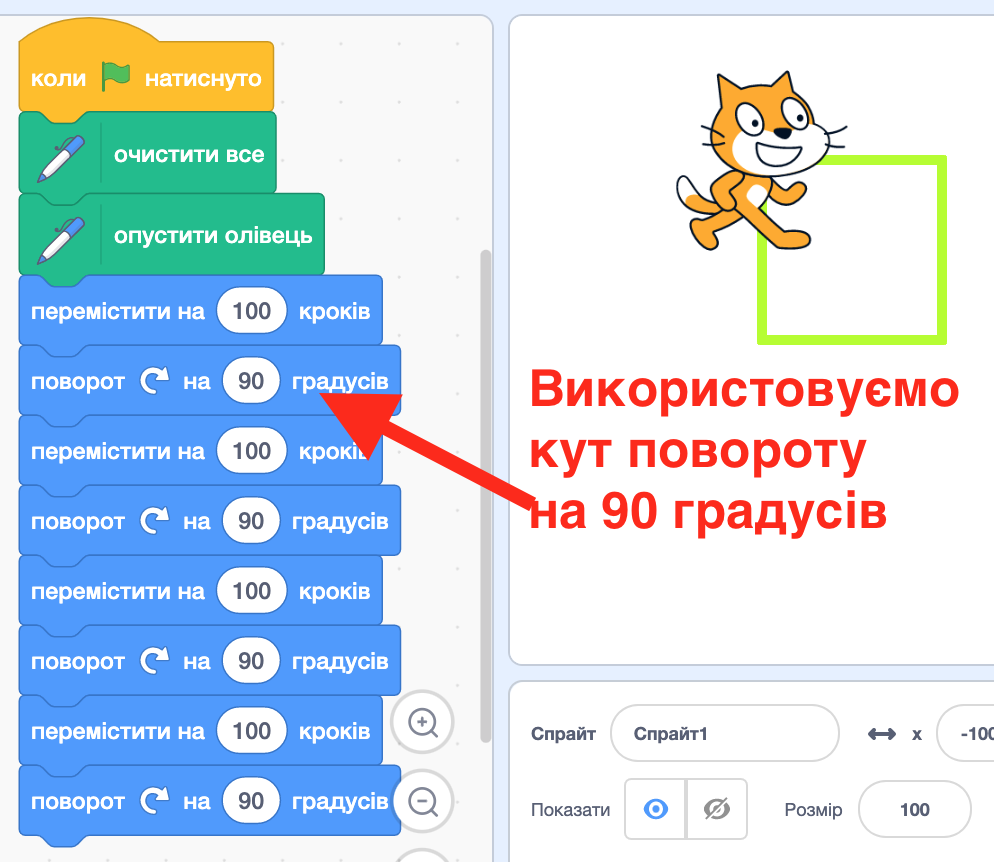 коли натиснуто
очистити все
опустити олівець
перемістити на 100 кроків
поворот на 90 градусів
перемістити на 100 кроків
поворот на 90 градусів
перемістити на 100 кроків
поворот на 90 градусів
перемістити на 100 кроків
поворот на 90 градусів
Використовуємо
кут повороту
на 90 градусів
Спрайт Спрайт1 x -100
Показати Розмір 100